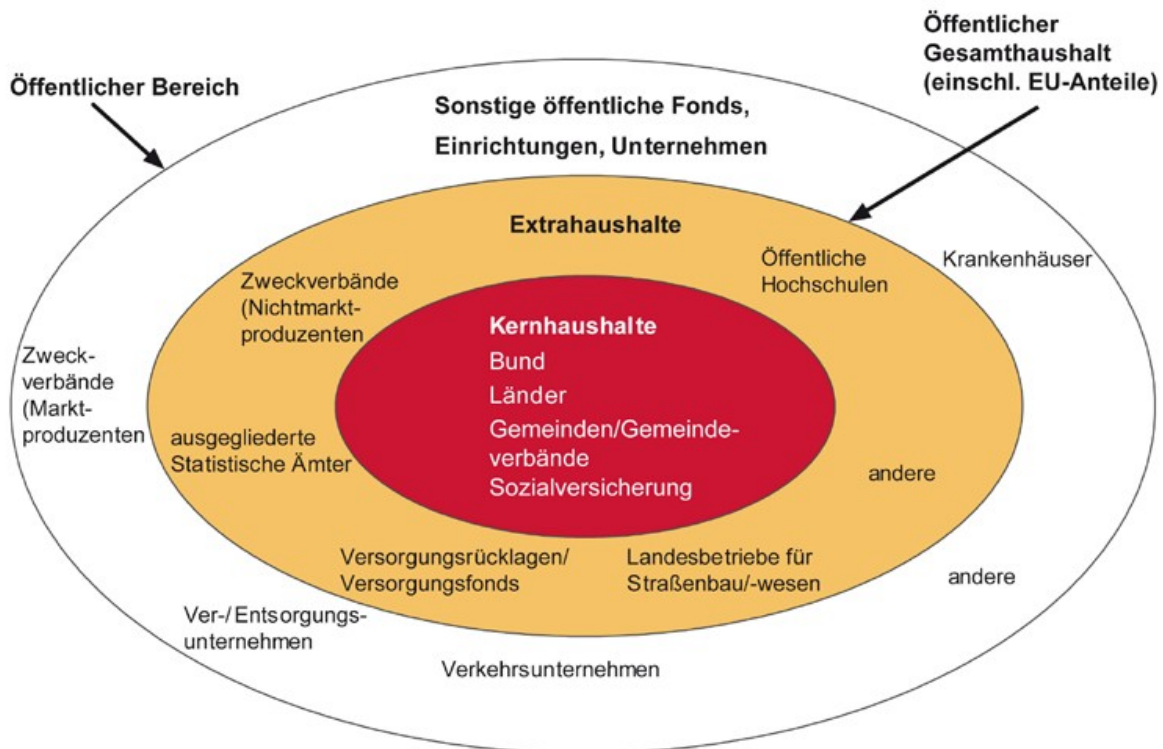 Öffentlicher Bereich
Öffentlicher
Gesamthaushalt
(einschl. EU-Anteile)
Sonstige öffentliche Fonds,
Einrichtungen, Unternehmen
Extrahaushalte
Zweckverbände
(Nichtmarkt-
produzenten
Öffentliche
Hochschulen
Krankenhäuser
Kernhaushalte
Bund
Länder
Gemeinden/Gemeinde-
verbände
Sozialversicherung
Zweck-
verbände
(Markt-
produzenten
ausgegliederte
Statistische Ämter
andere
Versorgungsrücklagen/
Versorgungsfonds
Landesbetriebe für
Straßenbau/-wesen
andere
Ver-/Entsorgungs-
unternehmen
Verkehrsunternehmen